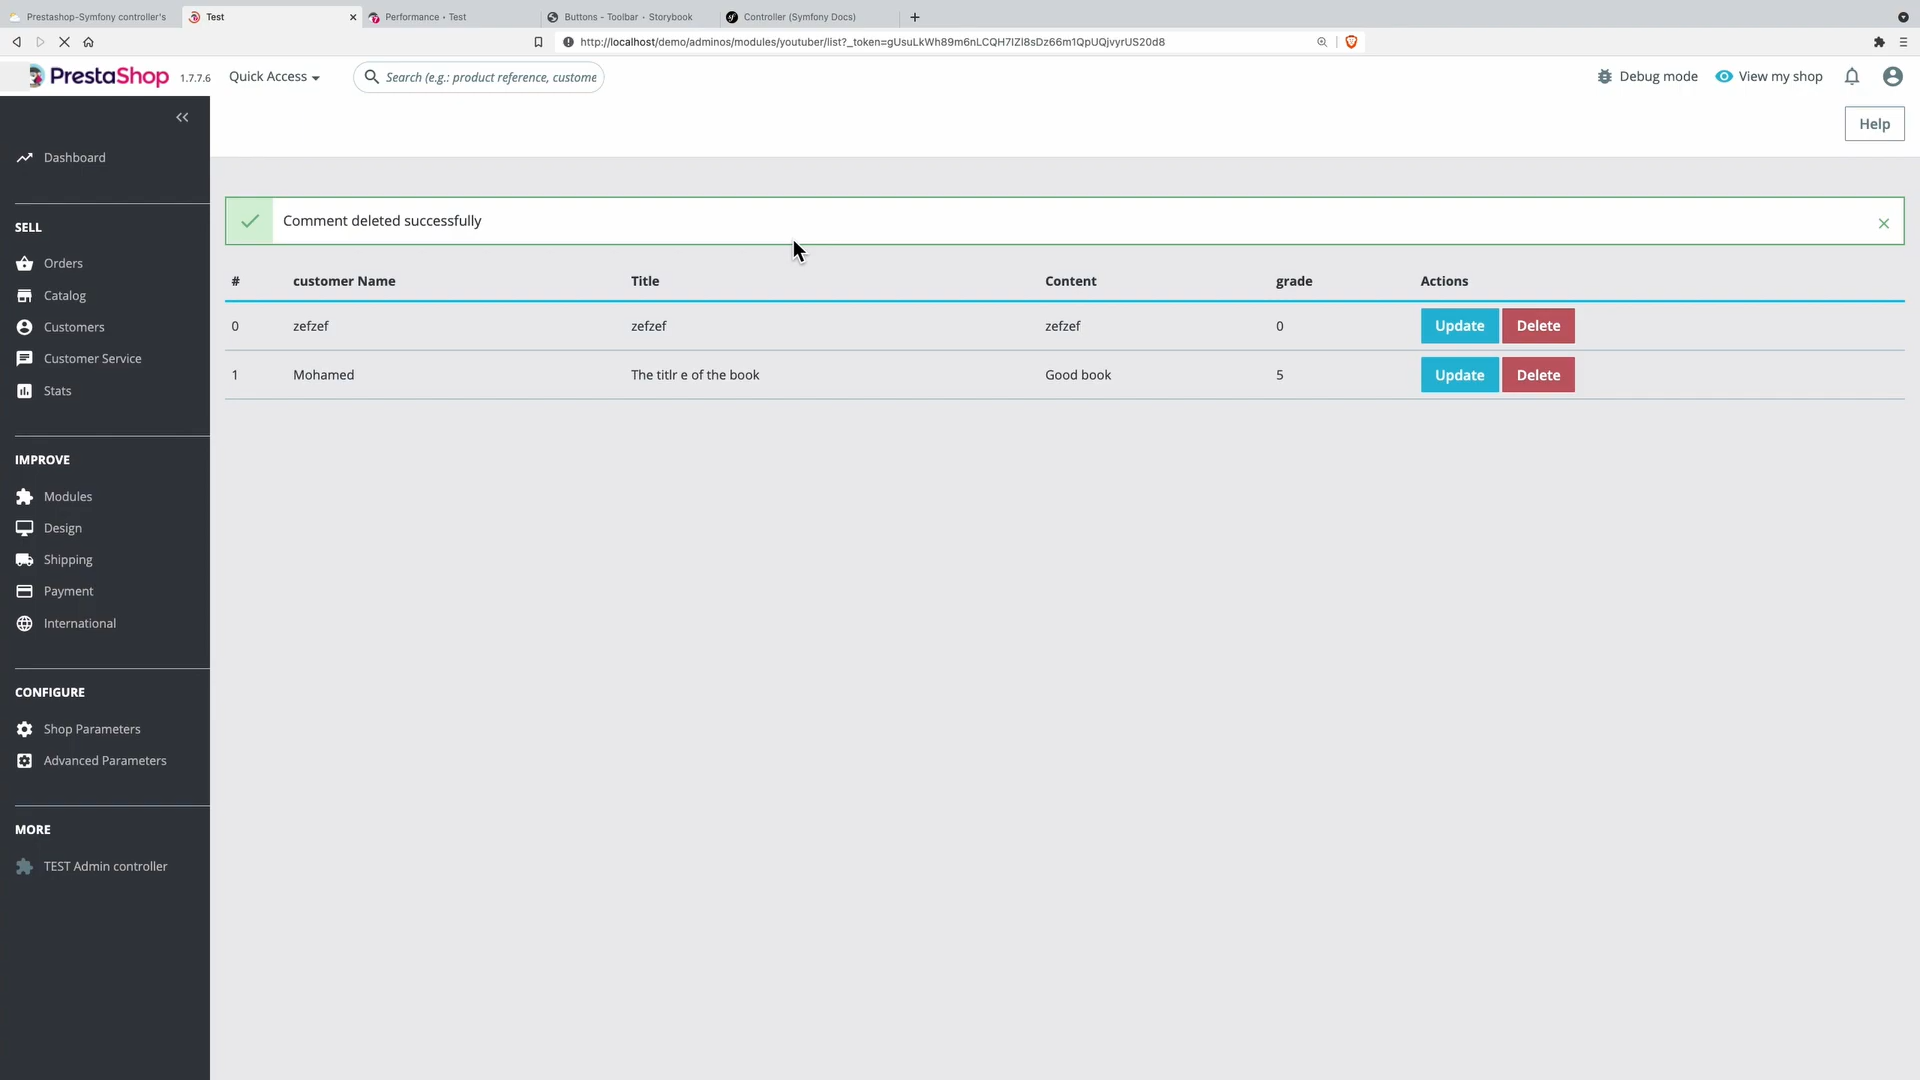 Prestashop-Symfony controller's
Test
Performance • Test
Buttons - Toolbar · Storybook
Controller (Symfony Docs)
http://localhost/demo/adminos/modules/youtuber/list?_token=gUsuLkWh89m6nLCQH7IZI8sDz66m1QpUQjvyrUS20d8
PrestaShop 1.7.7.6 Quick Access
Search (e.g.: product reference, custome
Debug mode
View my shop
Help
Dashboard
SELL
Orders
Catalog
Customers
Customer Service
Stats
IMPROVE
Modules
Design
Shipping
Payment
International
CONFIGURE
Shop Parameters
Advanced Parameters
MORE
TEST Admin controller
Comment deleted successfully
# customer Name Title Content grade Actions
0 zefzef zefzef zefzef 0 Update Delete
1 Mohamed The titlr e of the book Good book 5 Update Delete